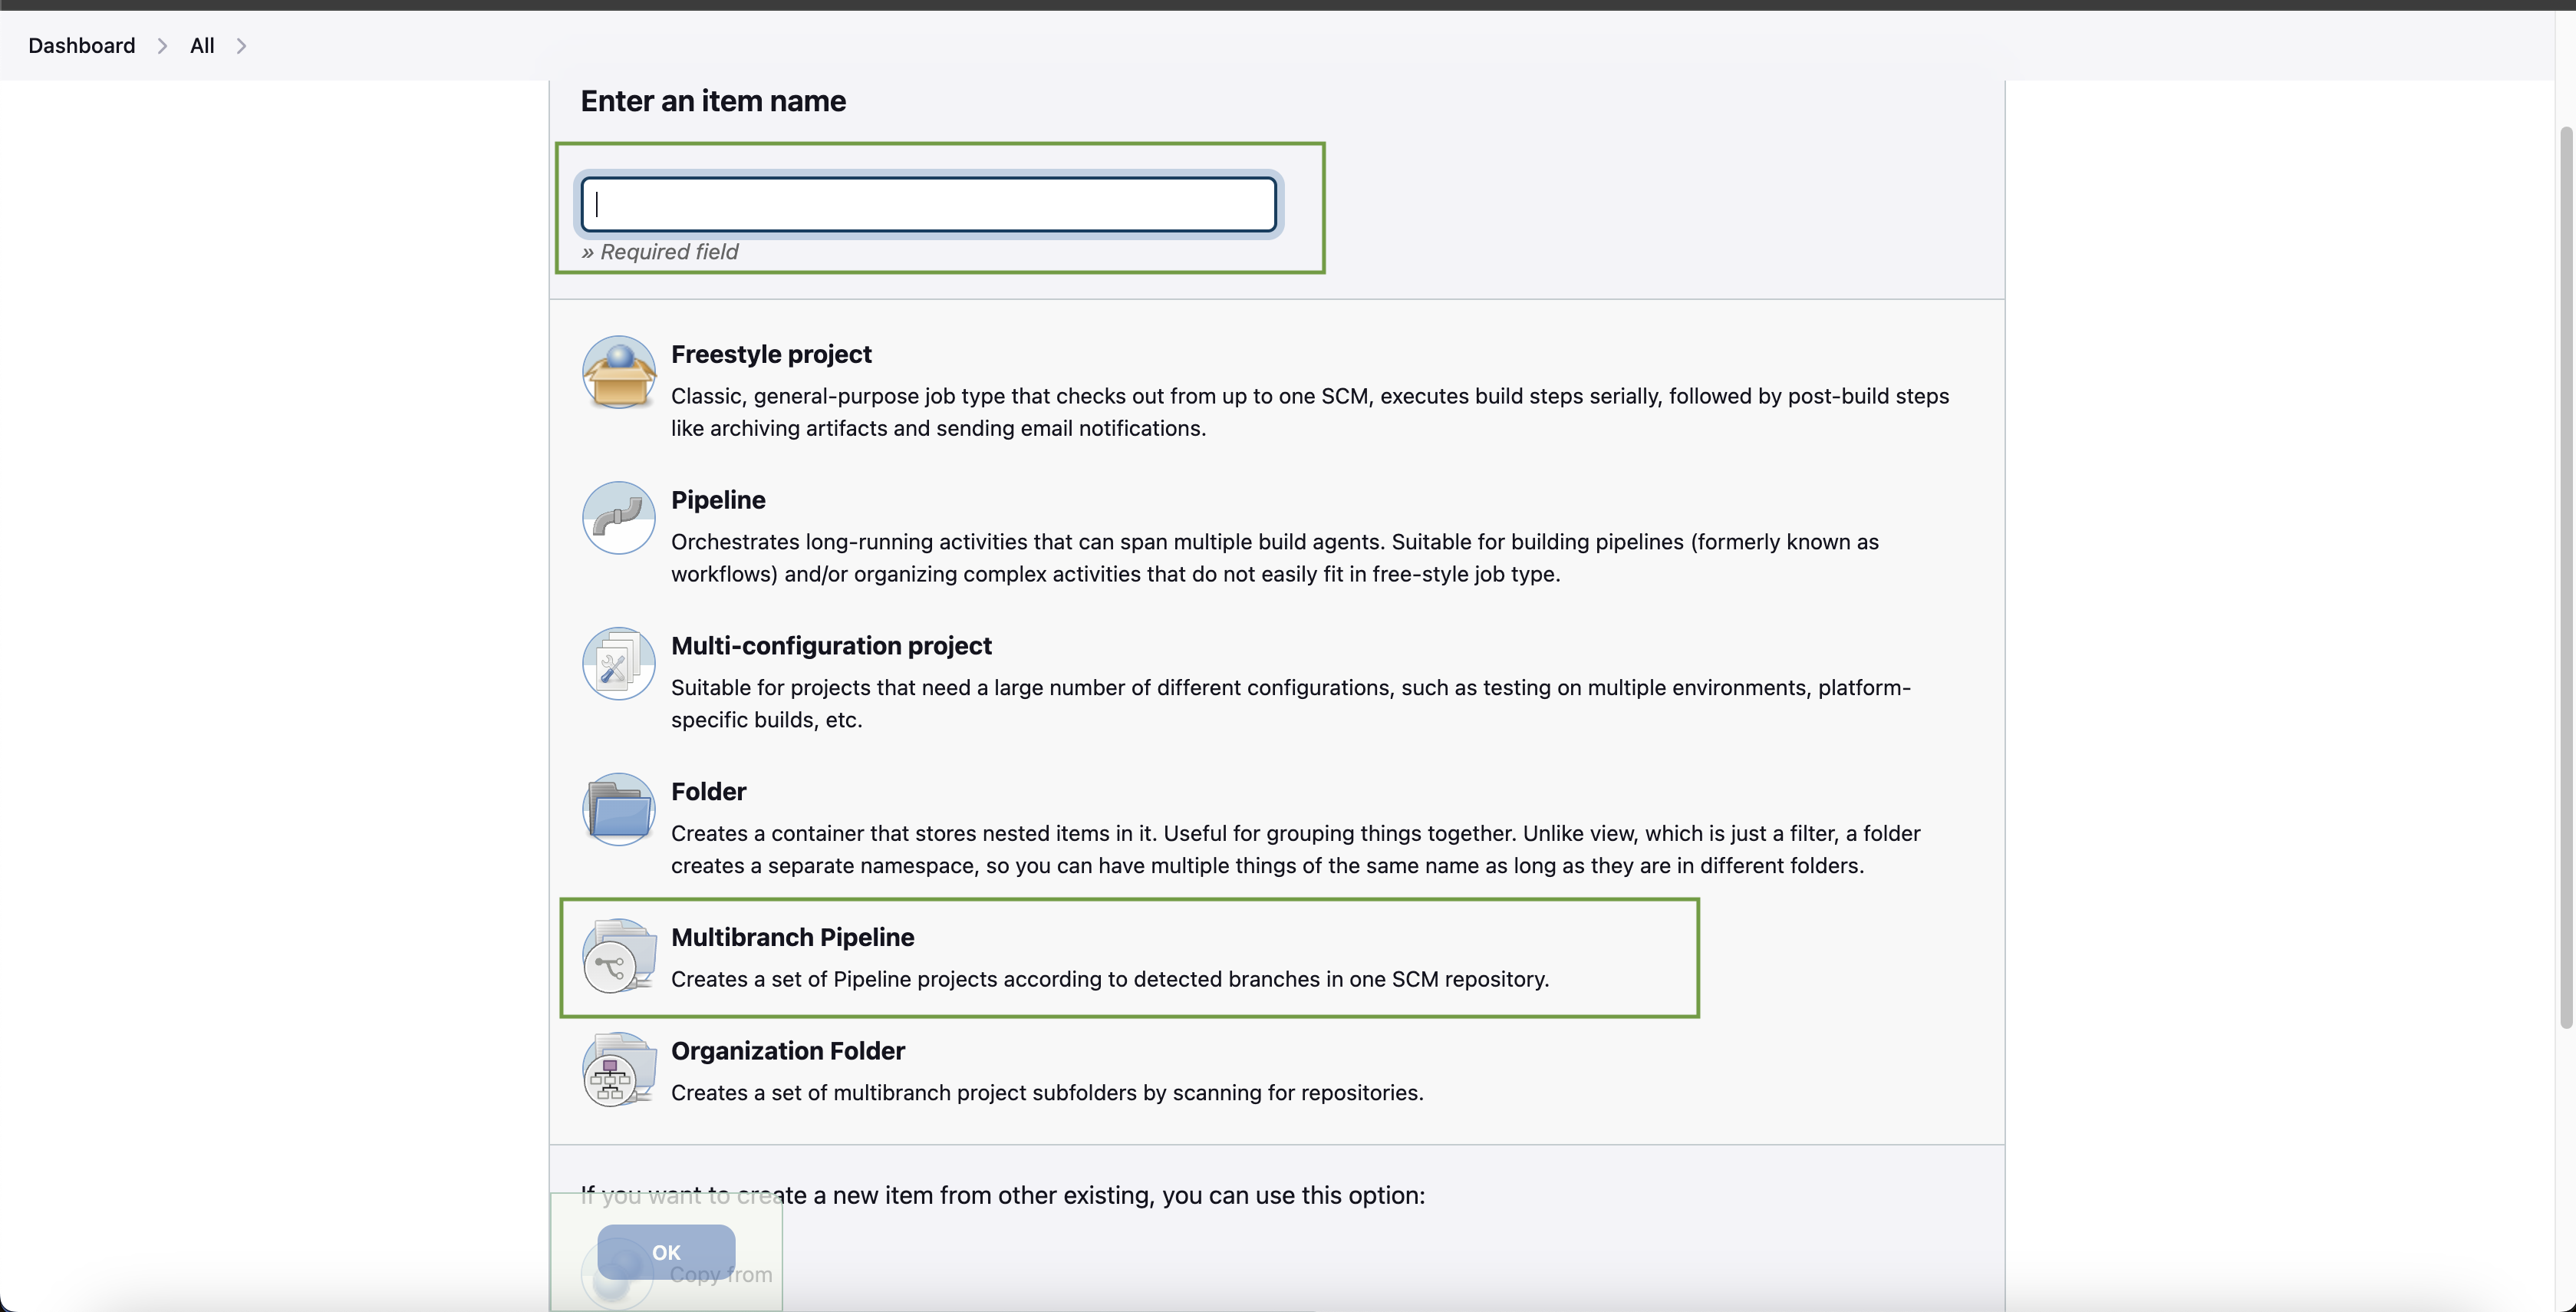 Dashboard > All >
Enter an item name
» Required field
Freestyle project
Classic, general-purpose job type that checks out from up to one SCM, executes build steps serially, followed by post-build steps
like archiving artifacts and sending email notifications.
Pipeline
Orchestrates long-running activities that can span multiple build agents. Suitable for building pipelines (formerly known as
workflows) and/or organizing complex activities that do not easily fit in free-style job type.
Multi-configuration project
Suitable for projects that need a large number of different configurations, such as testing on multiple environments, platform-
specific builds, etc.
Folder
Creates a container that stores nested items in it. Useful for grouping things together. Unlike view, which is just a filter, a folder
creates a separate namespace, so you can have multiple things of the same name as long as they are in different folders.
Multibranch Pipeline
Creates a set of Pipeline projects according to detected branches in one SCM repository.
Organization Folder
Creates a set of multibranch project subfolders by scanning for repositories.
If you want to create a new item from other existing, you can use this option:
OK
Copy from